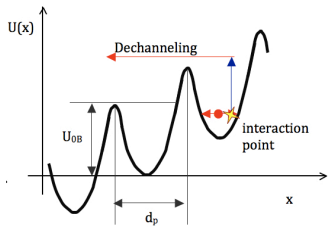 U(x)
Dechanneling
U0B
interaction
point
x
dp